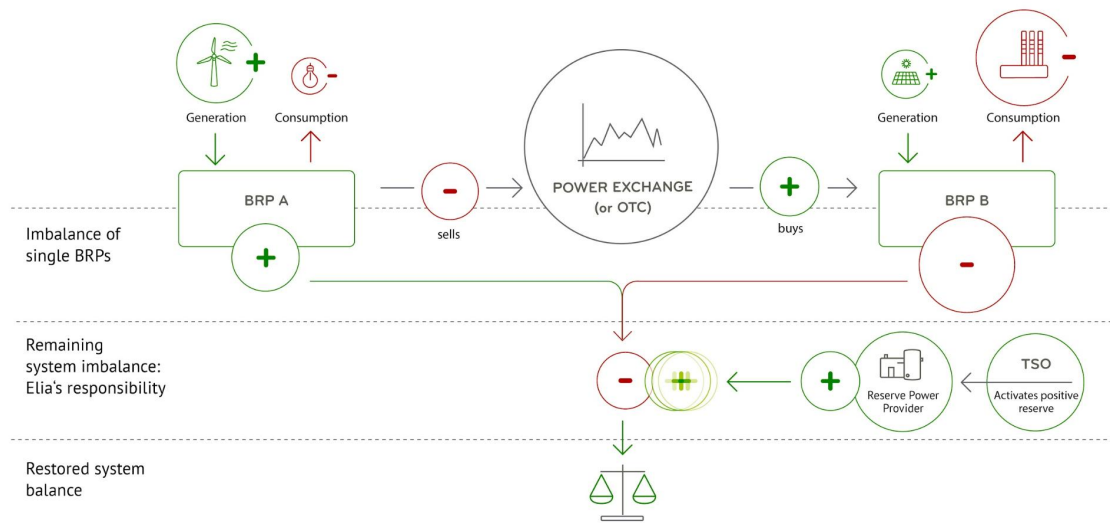 Generation
Consumption
Generation
Consumption
BRP A
POWER EXCHANGE
(or OTC)
BRP B
sells
buys
Imbalance of
single BRPs
Remaining
system imbalance:
Elia's responsibility
Reserve Power
Provider
TSO
Activates positive
reserve
Restored system
balance